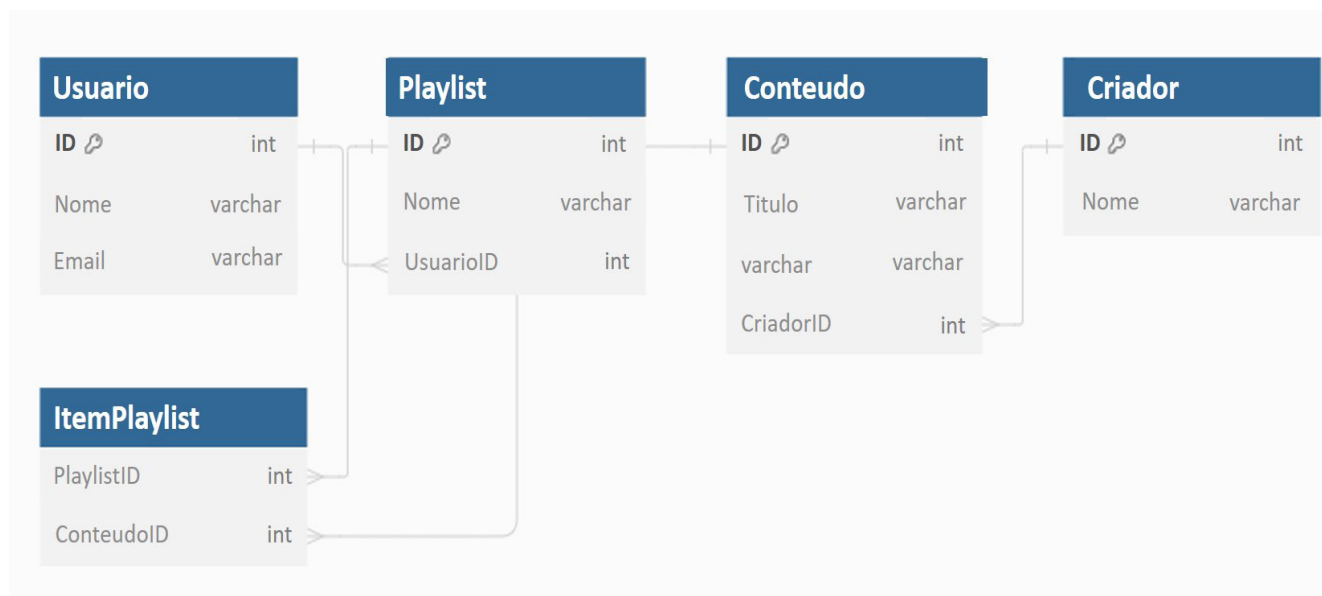 Usuario
ID int
Nome varchar
Email varchar
Playlist
ID int
Nome varchar
UsuarioID int
Conteudo
ID int
Titulo varchar
varchar varchar
CriadorID int
Criador
ID int
Nome varchar
ItemPlaylist
PlaylistID int
ConteudoID int